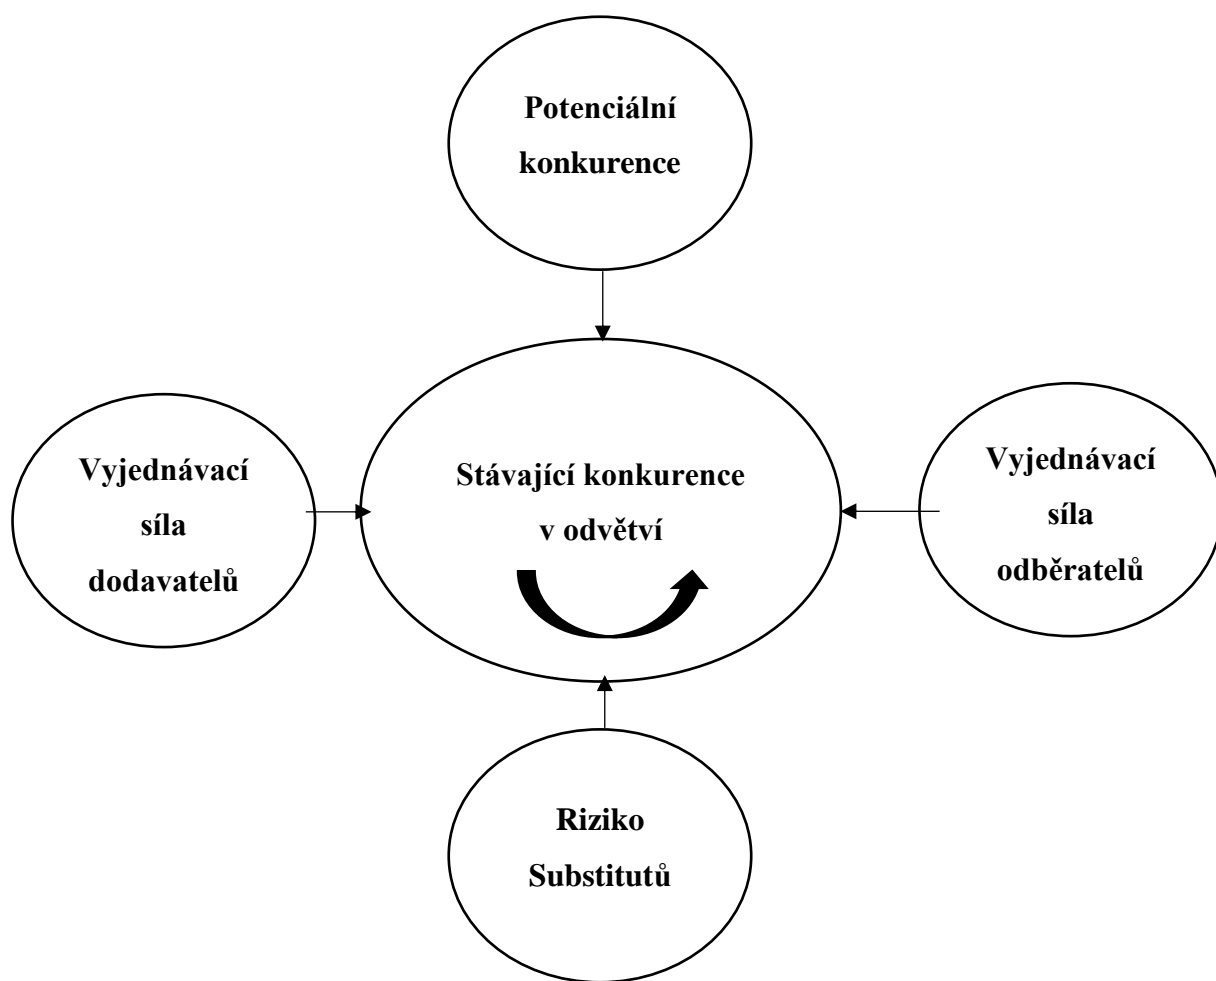 Potenciální
konkurence
Vyjednávací
síla
dodavatelů
Stávající konkurence
v odvětví
Vyjednávací
síla
odběratelů
Riziko
Substitutů